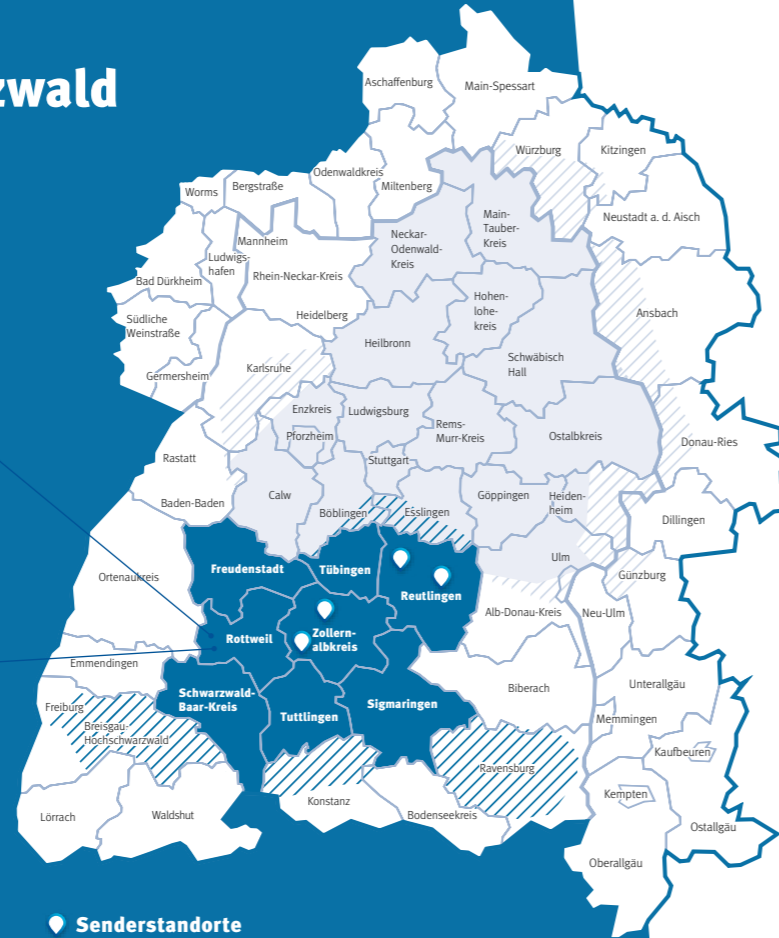 zwald
Aschaffenburg
Main-Spessart
Würzburg
Kitzingen
Odenwaldkreis
Miltenberg
Worms
Bergstraße
Neustadt a. d. Aisch
Main-
Tauber-
Kreis
Neckar-
Odenwald-
Kreis
Mannheim
Ludwigs-
hafen
Rhein-Neckar-Kreis
Bad Dürkheim
Hohen-
lohe-
kreis
Ansbach
Südliche
Weinstraße
Heidelberg
Heilbronn
Schwäbisch
Hall
Germersheim
Karlsruhe
Enzkreis
Ludwigsburg
Pforzheim
Rems-
Murr-Kreis
Ostalbkreis
Donau-Ries
Rastatt
Stuttgart
Baden-Baden
Calw
Böblingen
Esslingen
Göppingen
Heiden-
heim
Dillingen
Ulm
Ortenaukreis
Freudenstadt
Tübingen
Reutlingen
Günzburg
Alb-Donau-Kreis
Neu-Ulm
Rottweil
Zollern-
albkreis
Emmendingen
Schwarzwald-
Baar-Kreis
Sigmaringen
Tuttlingen
Biberach
Unterallgäu
Freiburg
Breisgau-
Hochschwarzwald
Memmingen
Kaufbeuren
Ravensburg
Kempten
Konstanz
Lörrach
Waldshut
Bodenseekreis
Ostallgäu
Oberallgäu
Senderstandorte